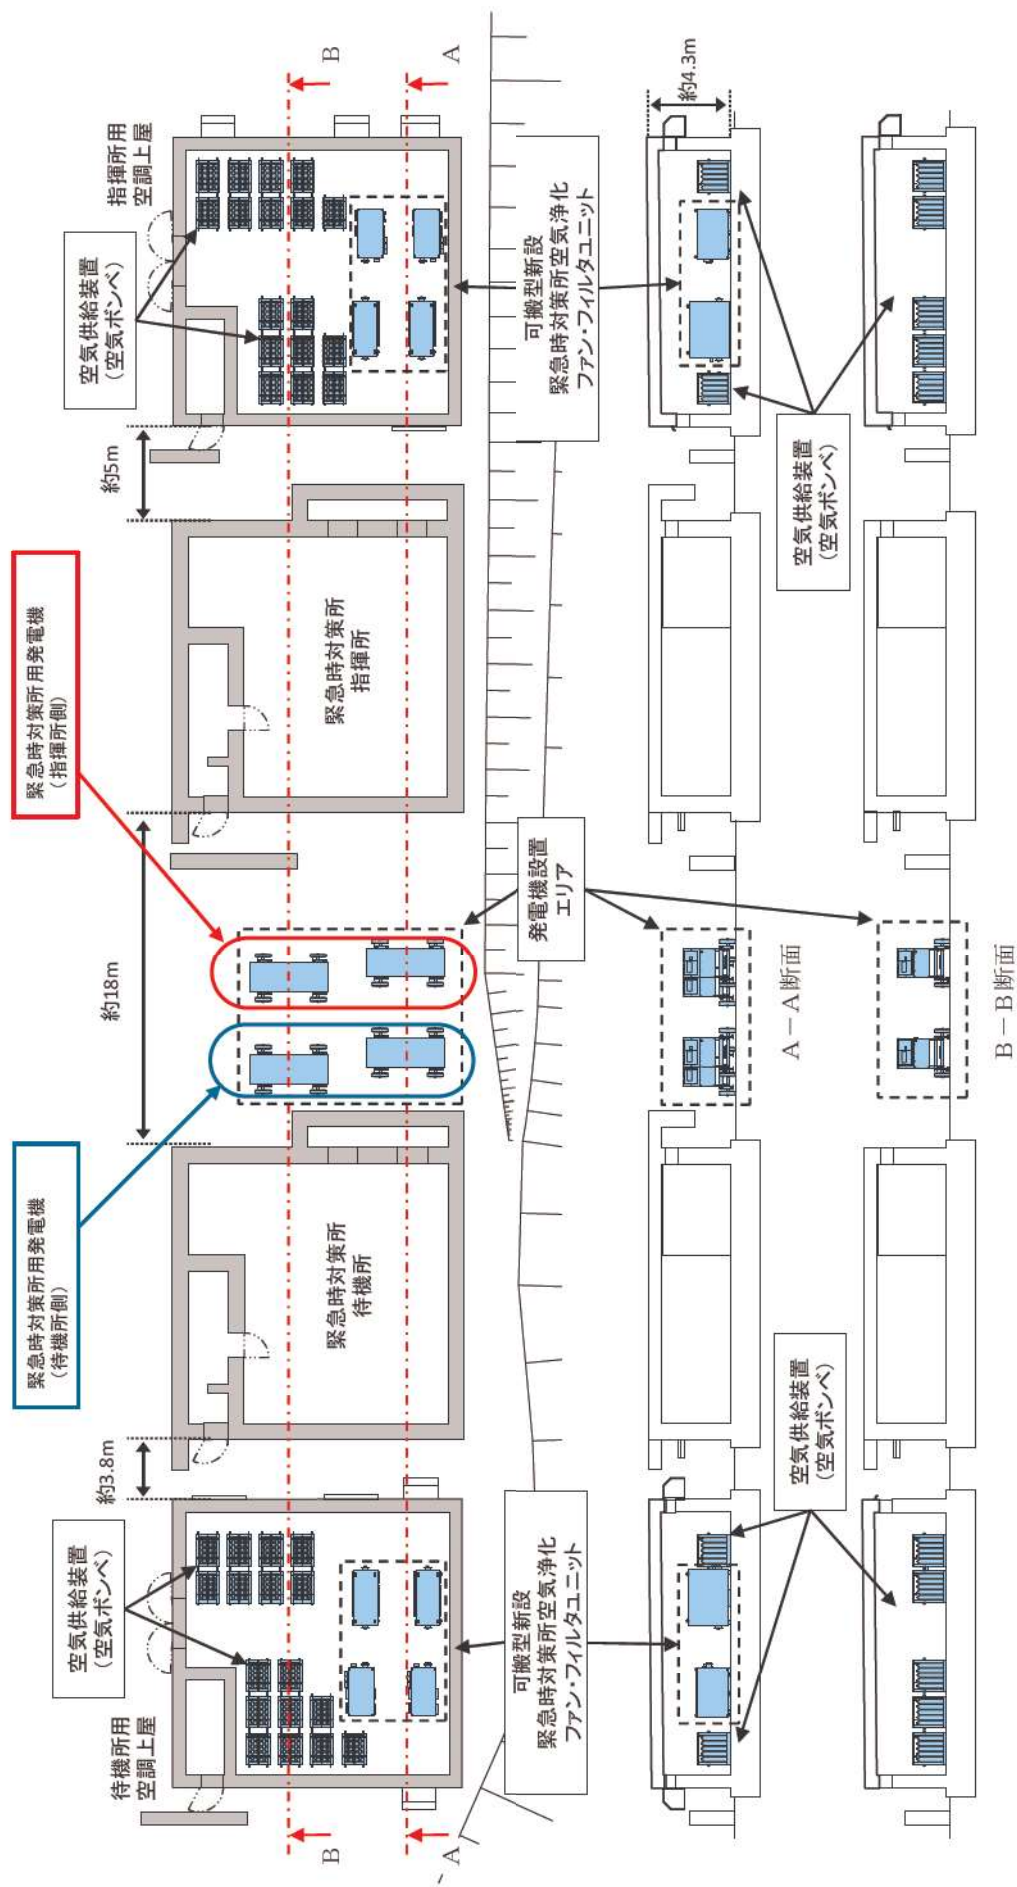 緊急時対策所用発電機
（待機所側）
緊急時対策所用発電機
（指揮所側）
待機所用
空調上屋
空気供給装置
（空気ボンベ）
約3.8m
約18m
約5m
空気供給装置
（空気ボンベ）
指揮所用
空調上屋
緊急時対策所
待機所
緊急時対策所
指揮所
B
B
A
A
可搬型新設
緊急時対策所空気浄化
ファン・フィルタユニット
発電機設置
エリア
可搬型新設
緊急時対策所空気浄化
ファン・フィルタユニット
約4.3m
A－A断面
空気供給装置
（空気ボンベ）
空気供給装置
（空気ボンベ）
B－B断面